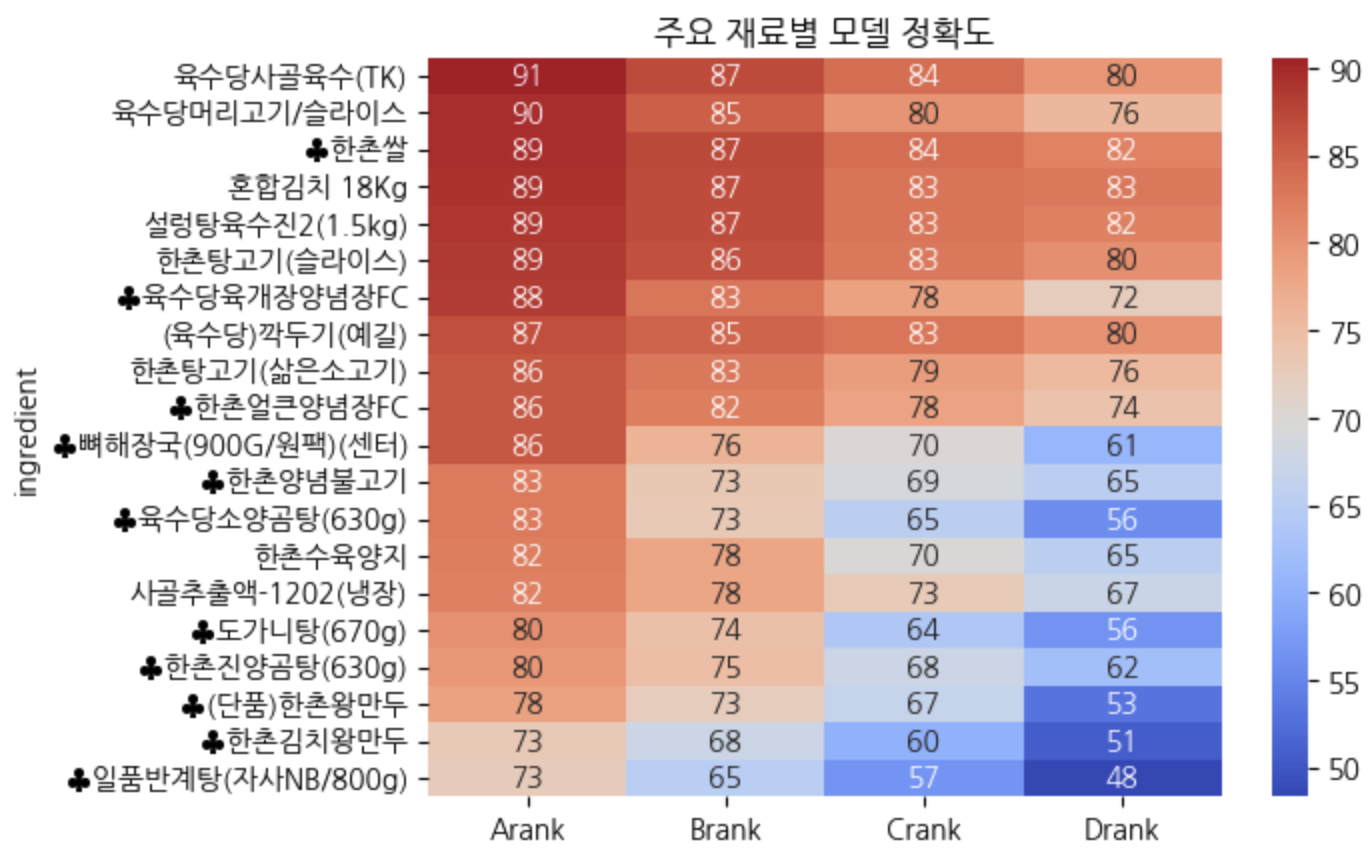 주요 재료별 모델 정확도
육수당사골육수(TK) 91 87 84 80
육수당머리고기/슬라이스 90 85 80 76
♣한촌쌀 89 87 84 82
혼합김치 18Kg 89 87 83 83
설렁탕육수진2(1.5kg) 89 87 83 82
한촌탕고기(슬라이스) 89 86 83 80
♣육수당육개장양념장FC 88 83 78 72
(육수당)깍두기(예길) 87 85 83 80
한촌탕고기(삶은소고기) 86 83 79 76
♣한촌얼큰양념장FC 86 82 78 74
♣뼈해장국(900G/원팩)(센터) 86 76 70 61
♣한촌양념불고기 83 73 69 65
♣육수당소양곰탕(630g) 83 73 65 56
한촌수육양지 82 78 70 65
사골추출액-1202(냉장) 82 78 73 67
♣도가니탕(670g) 80 74 64 56
♣한촌진양곰탕(630g) 80 75 68 62
♣(단품)한촌왕만두 78 73 67 53
♣한촌김치왕만두 73 68 60 51
♣일품반계탕(자사NB/800g) 73 65 57 48
Arank Brank Crank Drank
ingredient
90
85
80
75
70
65
60
55
50